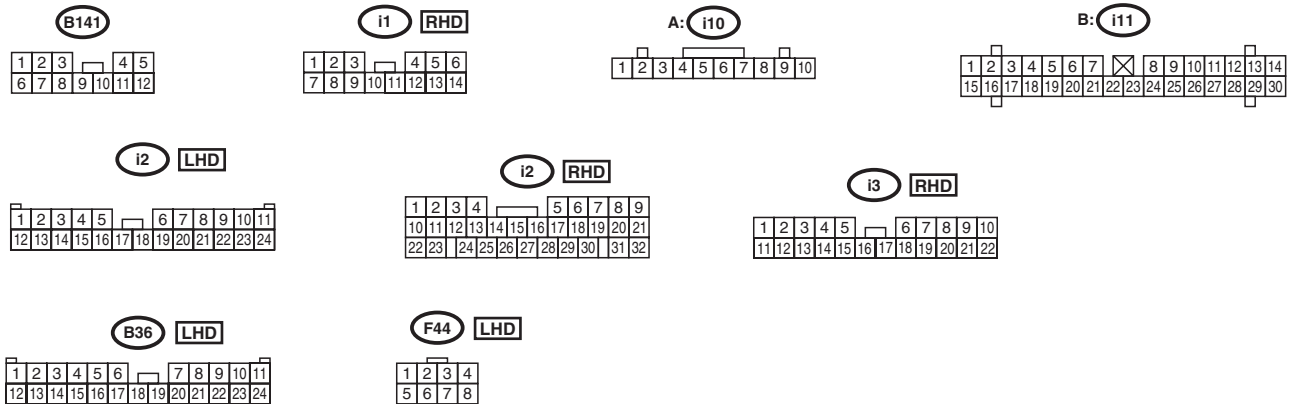 B141
i1 RHD
A: i10
B: i11
1 2 3 4 5
6 7 8 9 10 11 12
1 2 3 4 5 6
7 8 9 10 11 12 13 14
1 2 3 4 5 6 7 8 9 10
1 2 3 4 5 6 7 8 9 10 11 12 13 14
15 16 17 18 19 20 21 22 23 24 25 26 27 28 29 30
i2 LHD
i2 RHD
i3 RHD
1 2 3 4 5 6 7 8 9 10 11
12 13 14 15 16 17 18 19 20 21 22 23 24
1 2 3 4 5 6 7 8 9
10 11 12 13 14 15 16 17 18 19 20 21
22 23 24 25 26 27 28 29 30 31 32
1 2 3 4 5 6 7 8 9 10
11 12 13 14 15 16 17 18 19 20 21 22
B36 LHD
F44 LHD
1 2 3 4 5 6 7 8 9 10 11
12 13 14 15 16 17 18 19 20 21 22 23 24
1 2 3 4
5 6 7 8